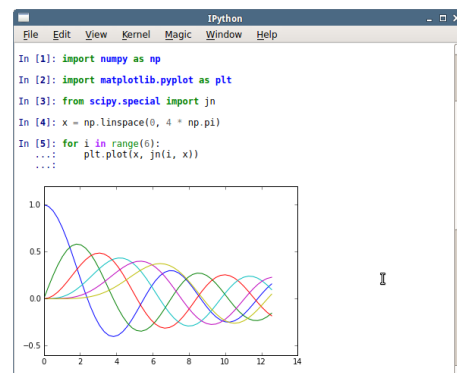 IPython
File Edit View Kernel Magic Window Help
In [1]: import numpy as np
In [2]: import matplotlib.pyplot as plt
In [3]: from scipy.special import jn
In [4]: x = np.linspace(0, 4 * np.pi)
In [5]: for i in range(6):
...: plt.plot(x, jn(i, x))
...:
1.0
0.5
0.0
−0.5
0 2 4 6 8 10 12 14